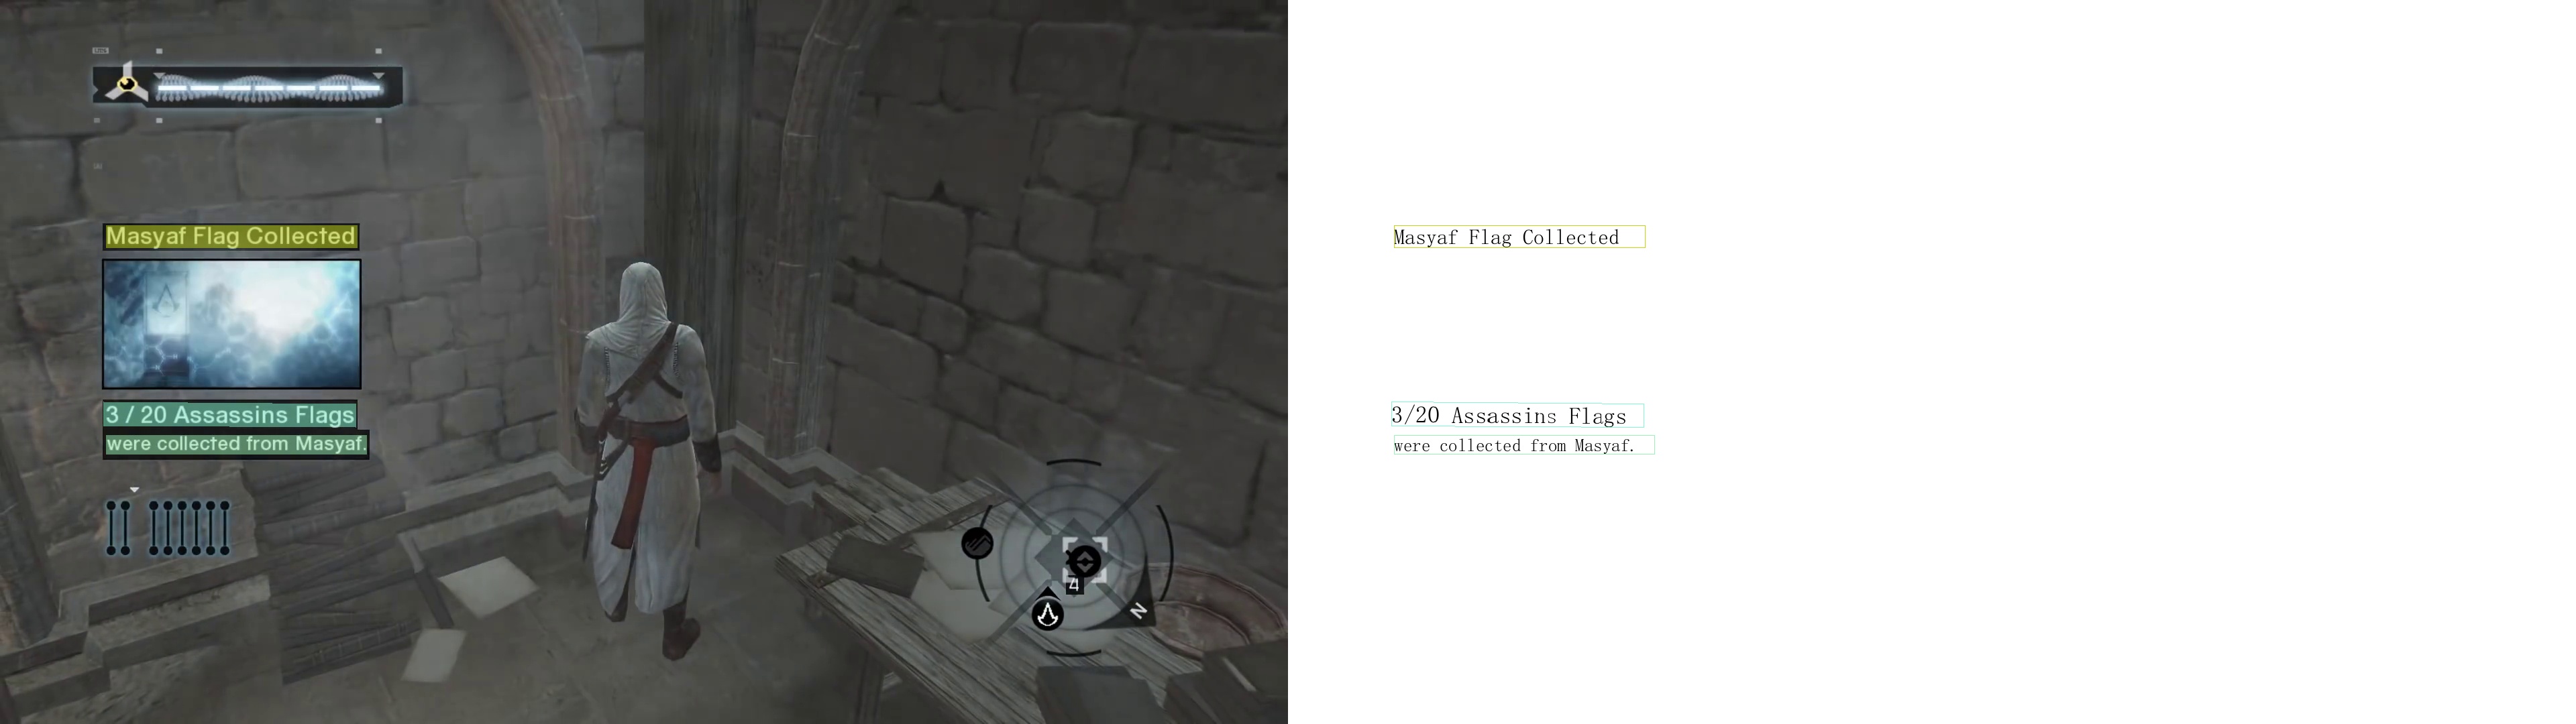 Masyaf Flag Collected
3 / 20 Assassins Flags
were collected from Masyaf.
4
N
Masyaf Flag Collected
3/20 Assassins Flags
were collected from Masyaf.